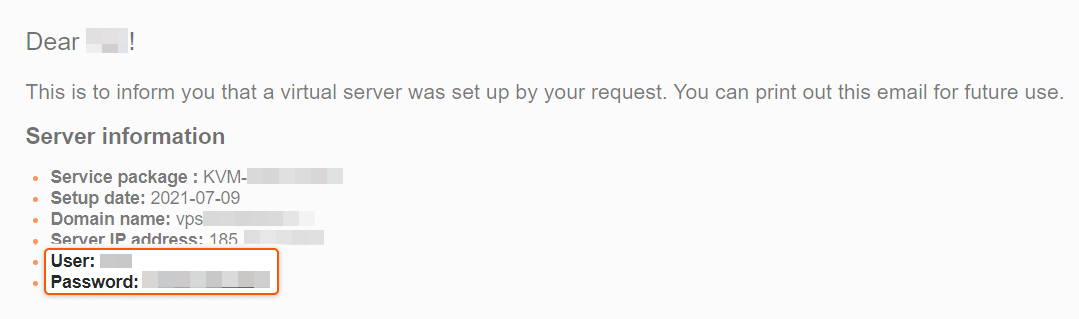 Dear !
This is to inform you that a virtual server was set up by your request. You can print out this email for future use.
Server information
Service package : KVM-
Setup date: 2021-07-09
Domain name: vps
Server IP address: 185.
User:
Password: